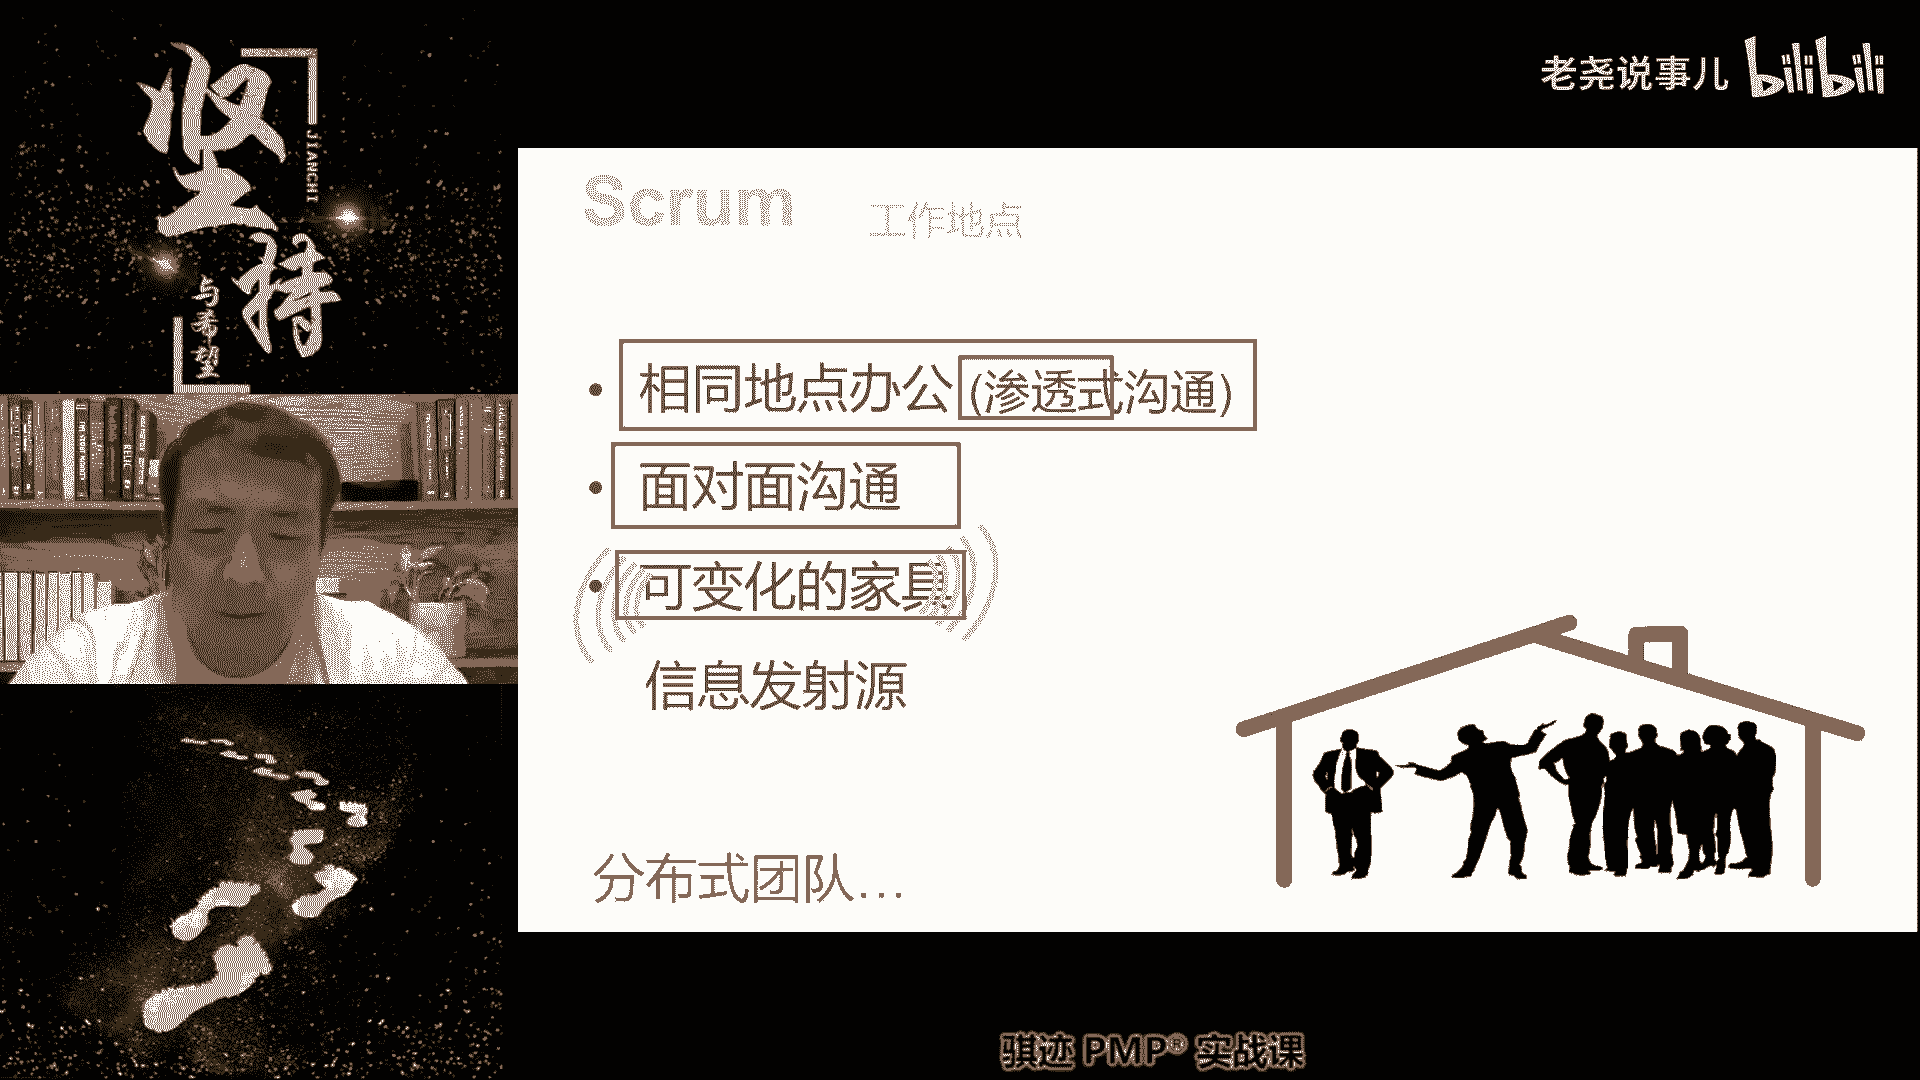 坚持
JIANCHI
与希望
老尧说事儿 bilibili
Scrum 工作地点
• 相同地点办公(渗透式沟通)
• 面对面沟通
• 可变化的家具
信息发射源
分布式团队…
骐迹 PMP® 实战课